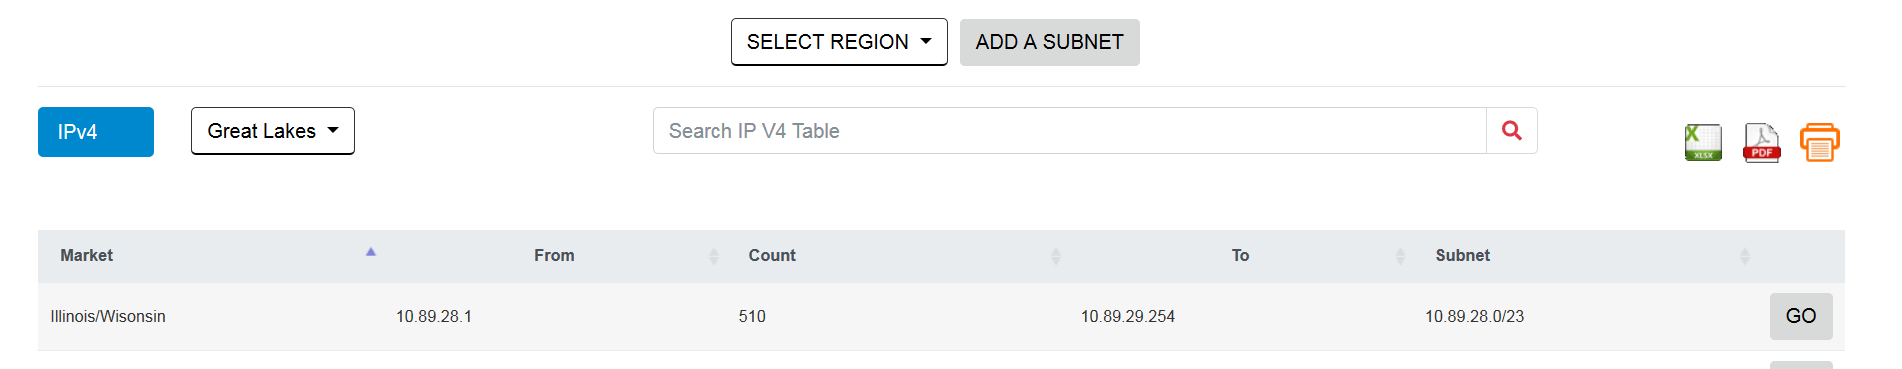 SELECT REGION ADD A SUBNET
IPv4 Great Lakes Search IP V4 Table
XLSX PDF
Market From Count To Subnet
Illinois/Wisonsin 10.89.28.1 510 10.89.29.254 10.89.28.0/23 GO